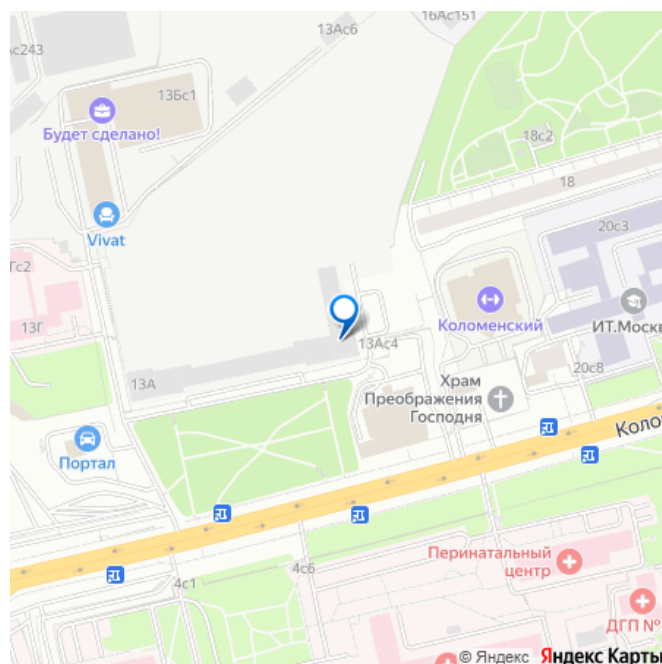 16Ас151
13Ас6
Ас243
13Бс1
Будет сделано!
18с2
18
20с3
Vivat
Гс2
13Г
Коломенский
ИТ.Москв
13Ас4
20с8
13А
Храм
Преображения
Господня
Портал
Коло
Перинатальный
центр
4с1
4с6
ДГП №
© Яндекс Яндекс Карты